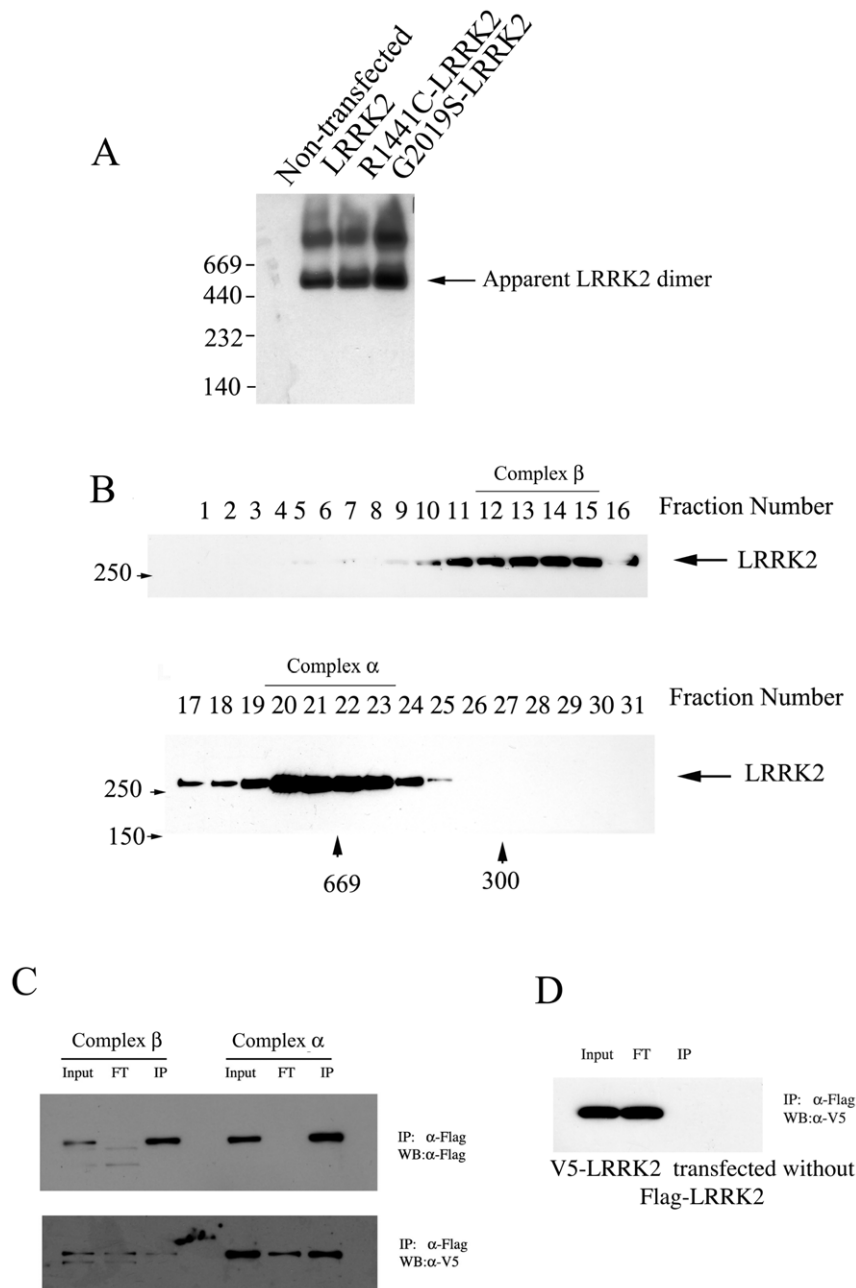 A
Non-transfected
LRRK2
R1441C-LRRK2
G2019S-LRRK2
669
440
232
140
Apparent LRRK2 dimer
B
Complex β
1 2 3 4 5 6 7 8 9 10 11 12 13 14 15 16 Fraction Number
250
LRRK2
Complex α
17 18 19 20 21 22 23 24 25 26 27 28 29 30 31 Fraction Number
250
LRRK2
150
669
300
C
Complex β Complex α
Input FT IP Input FT IP
IP: α-Flag
WB:α-Flag
IP: α-Flag
WB:α-V5
D
Input FT IP
IP: α-Flag
WB:α-V5
V5-LRRK2 transfected without
Flag-LRRK2